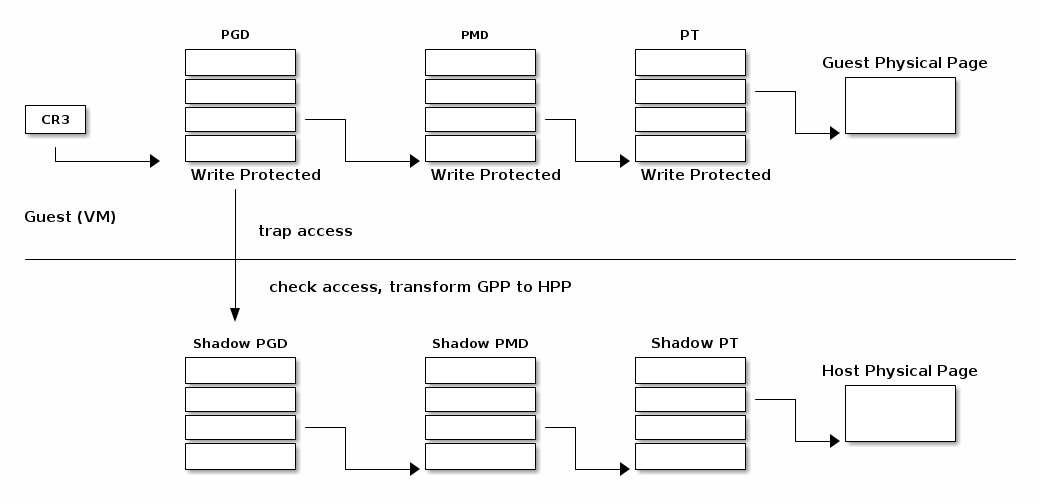 PGD
PMD
PT
Guest Physical Page
CR3
Write Protected
Write Protected
Write Protected
Guest (VM)
trap access
check access, transform GPP to HPP
Shadow PGD
Shadow PMD
Shadow PT
Host Physical Page